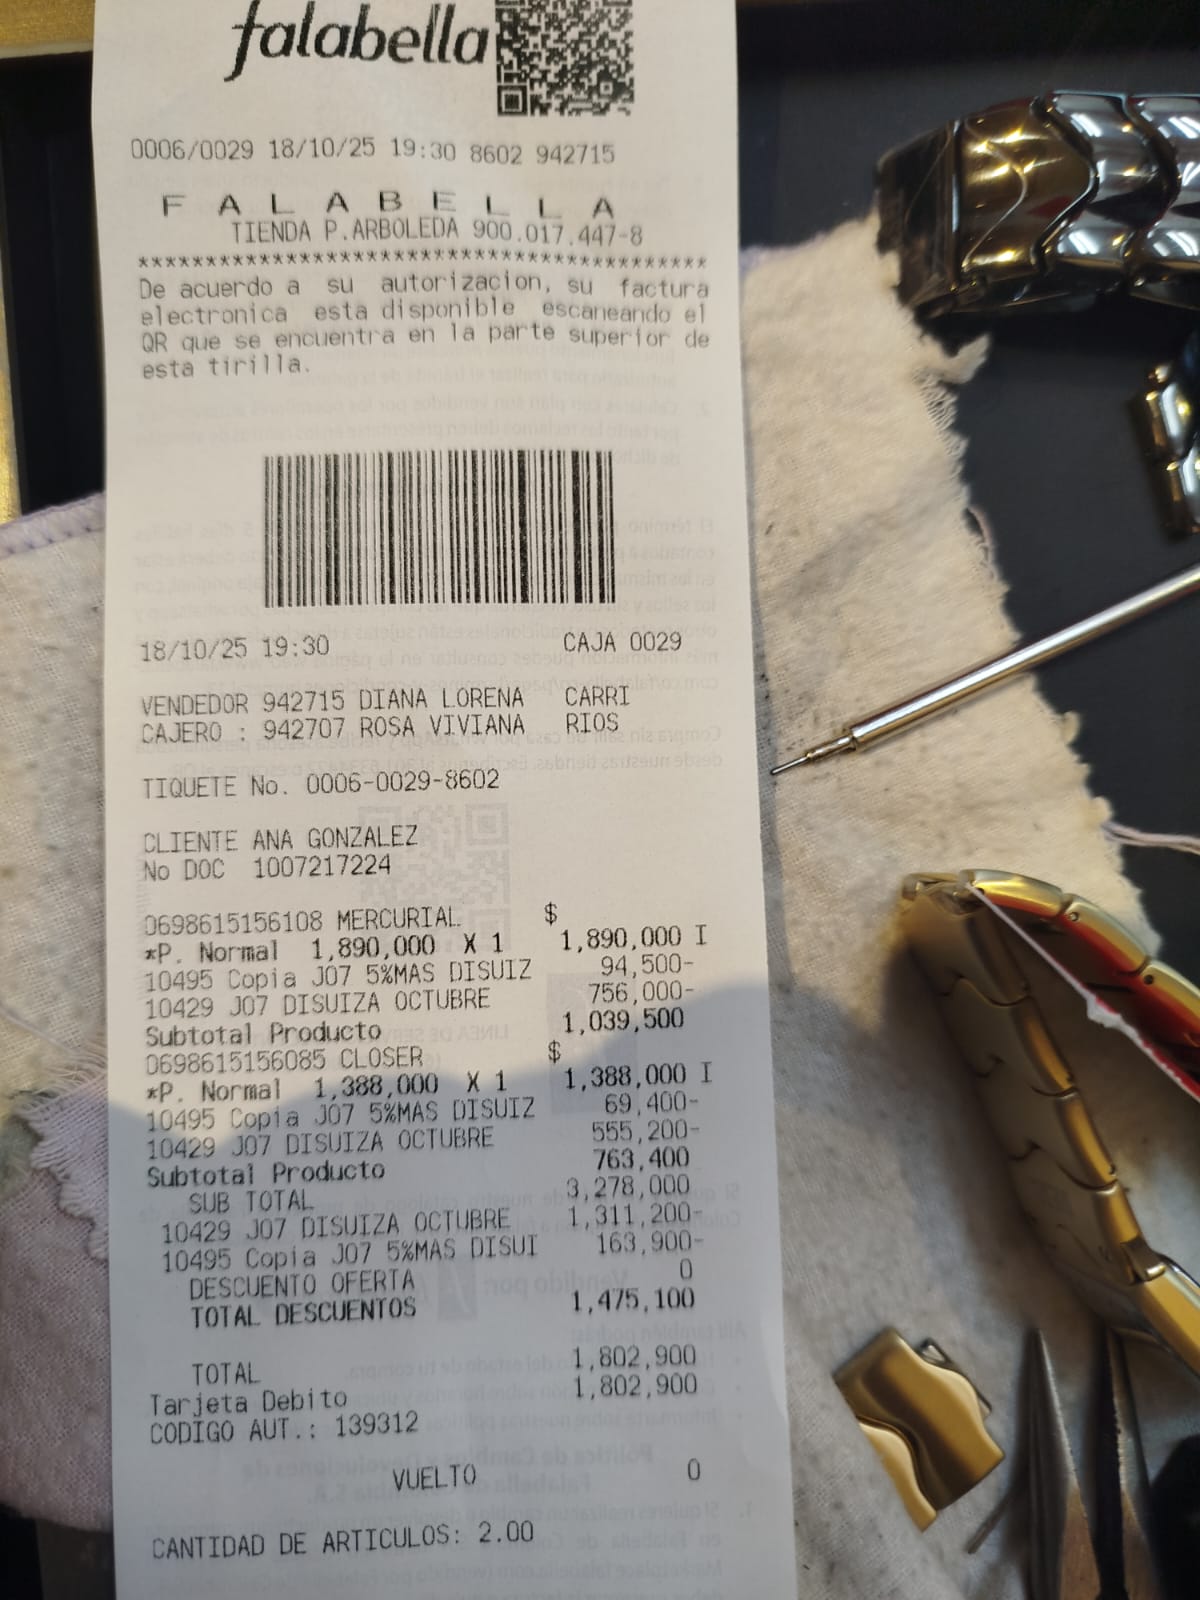 falabella
0006/0029 18/10/25 19:30 8602 942715
F A L A B E L L A
TIENDA P.ARBOLEDA 900.017.447-8
******************************************
De acuerdo a su autorizacion, su factura
electronica esta disponible escaneando el
QR que se encuentra en la parte superior de
esta tirilla.
18/10/25 19:30 CAJA 0029
VENDEDOR 942715 DIANA LORENA CARRI
CAJERO : 942707 ROSA VIVIANA RIOS
TIQUETE No. 0006-0029-8602
CLIENTE ANA GONZALEZ
No DOC 1007217224
0698615156108 MERCURIAL $
*P. Normal 1,890,000 X 1 1,890,000 I
10495 Copia J07 5%MAS DISUIZ 94,500-
10429 J07 DISUIZA OCTUBRE 756,000-
Subtotal Producto 1,039,500
0698615156085 CLOSER $
*P. Normal 1,388,000 X 1 1,388,000 I
10495 Copia J07 5%MAS DISUIZ 69,400-
10429 J07 DISUIZA OCTUBRE 555,200-
Subtotal Producto 763,400
SUB TOTAL 3,278,000
10429 J07 DISUIZA OCTUBRE 1,311,200-
10495 Copia J07 5%MAS DISUI 163,900-
DESCUENTO OFERTA 0
TOTAL DESCUENTOS 1,475,100
TOTAL 1,802,900
Tarjeta Debito 1,802,900
CODIGO AUT.: 139312
VUELTO 0
CANTIDAD DE ARTICULOS: 2.00